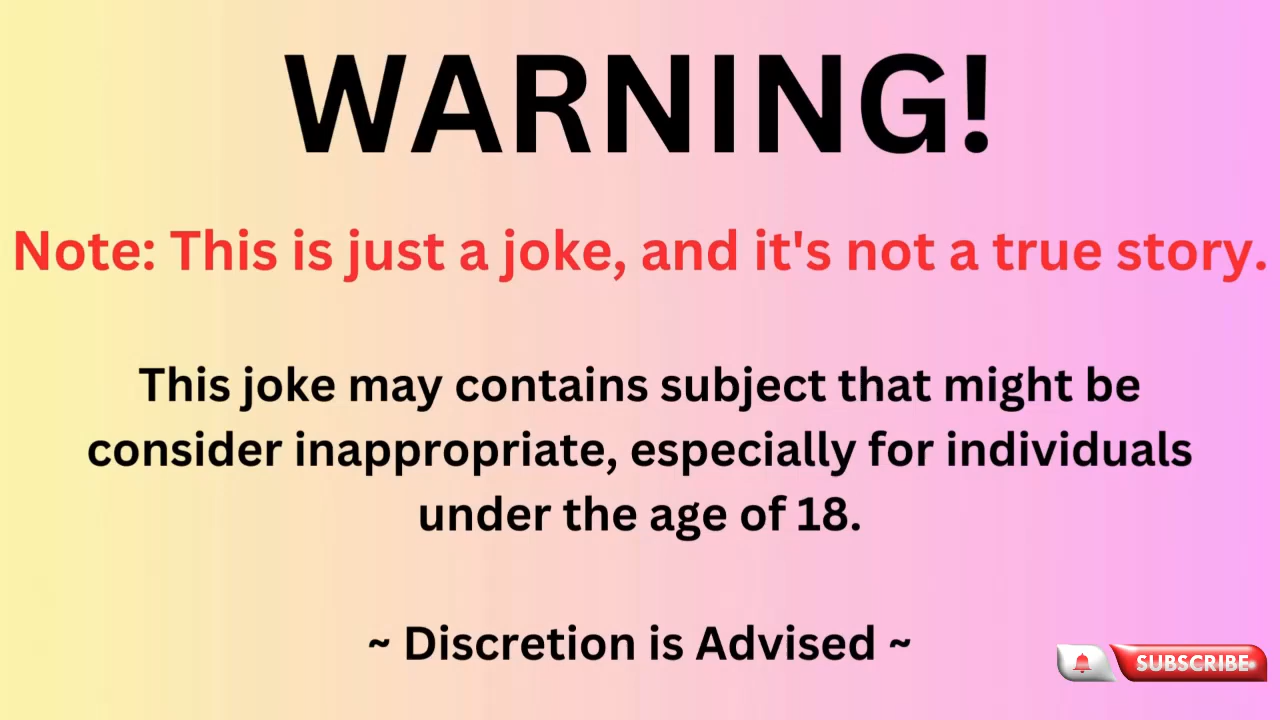 WARNING!
Note: This is just a joke, and it's not a true story.
This joke may contains subject that might be
consider inappropriate, especially for individuals
under the age of 18.
~ Discretion is Advised ~
SUBSCRIBE